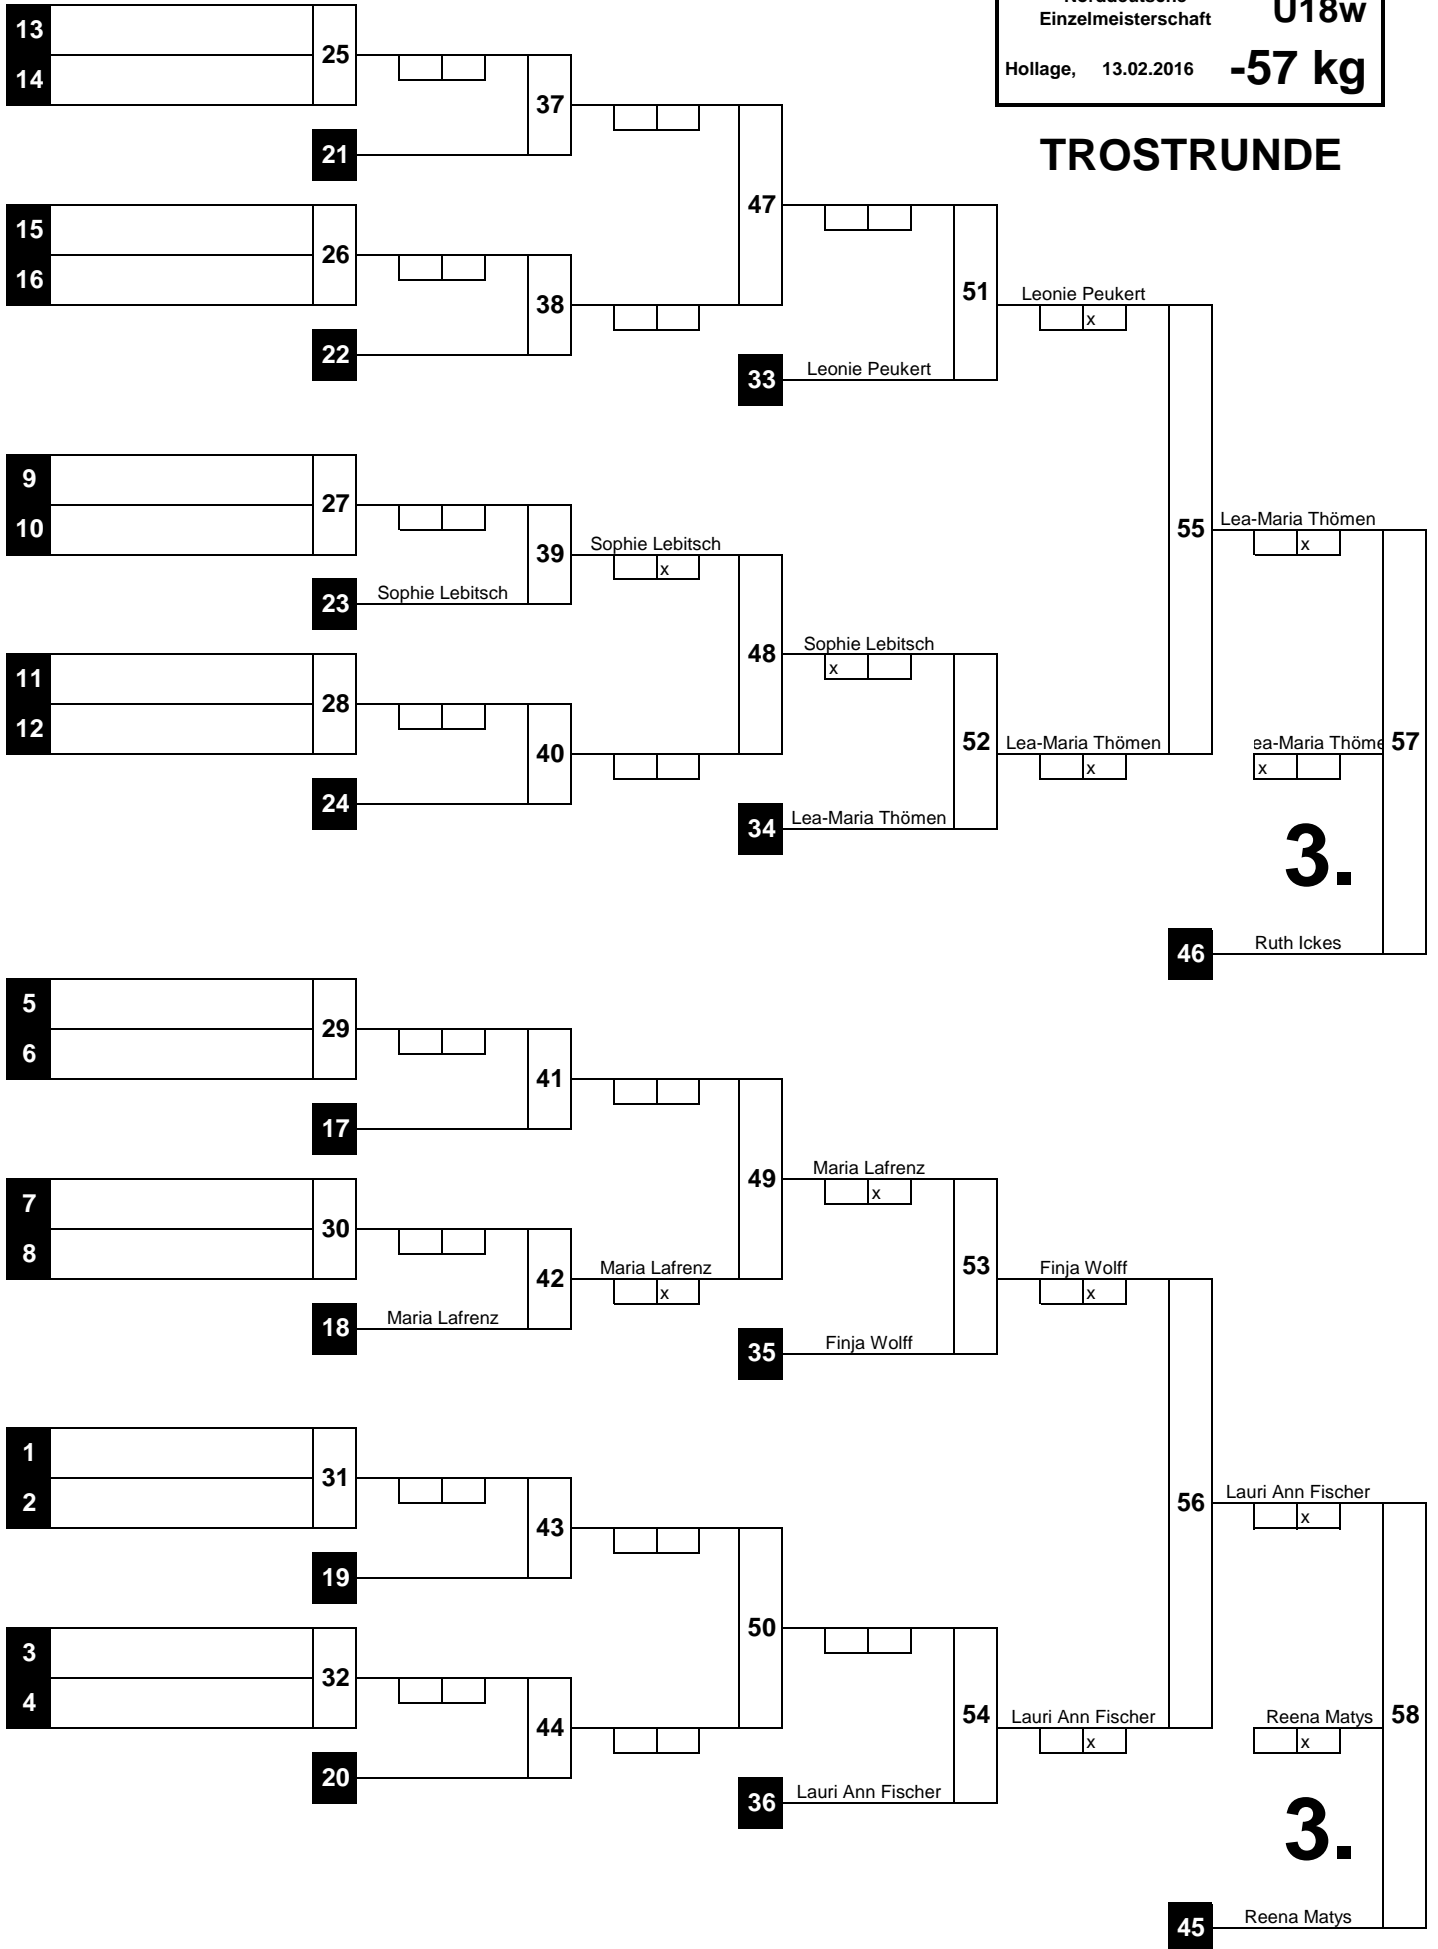 Norddeutsche
Einzelmeisterschaft U18w
Hollage, 13.02.2016 -57 kg
TROSTRUNDE
13
14
25
37
21
47
15
16
26
38
22
51
Leonie Peukert
x
33 Leonie Peukert
9
10
27
39
Sophie Lebitsch
x
23 Sophie Lebitsch
55
Lea-Maria Thömen
x
48
Sophie Lebitsch
x
11
12
28
40
24
52
Lea-Maria Thömen
x
ea-Maria Thöme
x
57
34 Lea-Maria Thömen
3.
46 Ruth Ickes
5
6
29
41
17
49
Maria Lafrenz
x
7
8
30
42
Maria Lafrenz
x
18 Maria Lafrenz
53
Finja Wolff
x
35 Finja Wolff
1
2
31
43
19
56
Lauri Ann Fischer
x
50
3
4
32
44
20
54
Lauri Ann Fischer
x
Reena Matys
x
58
36 Lauri Ann Fischer
3.
45 Reena Matys